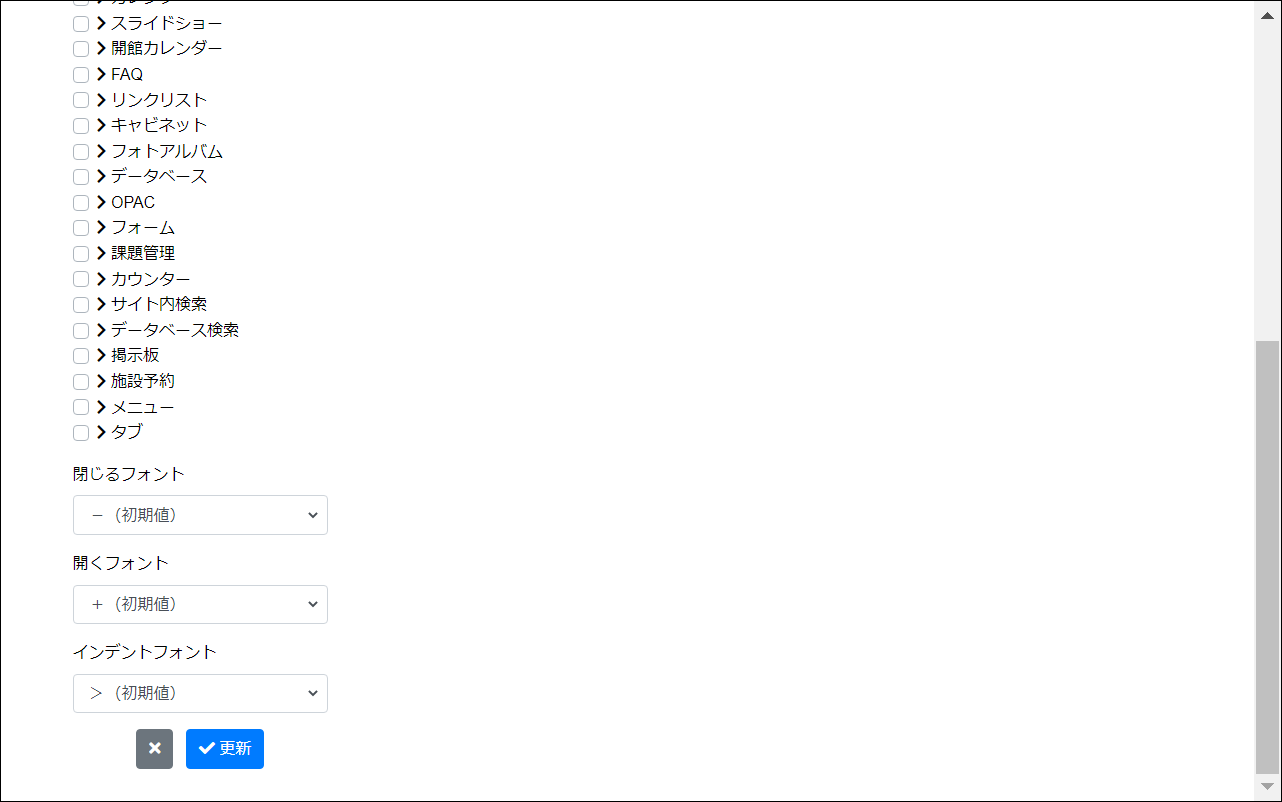 スライドショー
開館カレンダー
FAQ
リンクリスト
キャビネット
フォトアルバム
データベース
OPAC
フォーム
課題管理
カウンター
サイト内検索
データベース検索
掲示板
施設予約
メニュー
タブ
閉じるフォント
－（初期値）
開くフォント
＋（初期値）
インデントフォント
＞（初期値）
更新